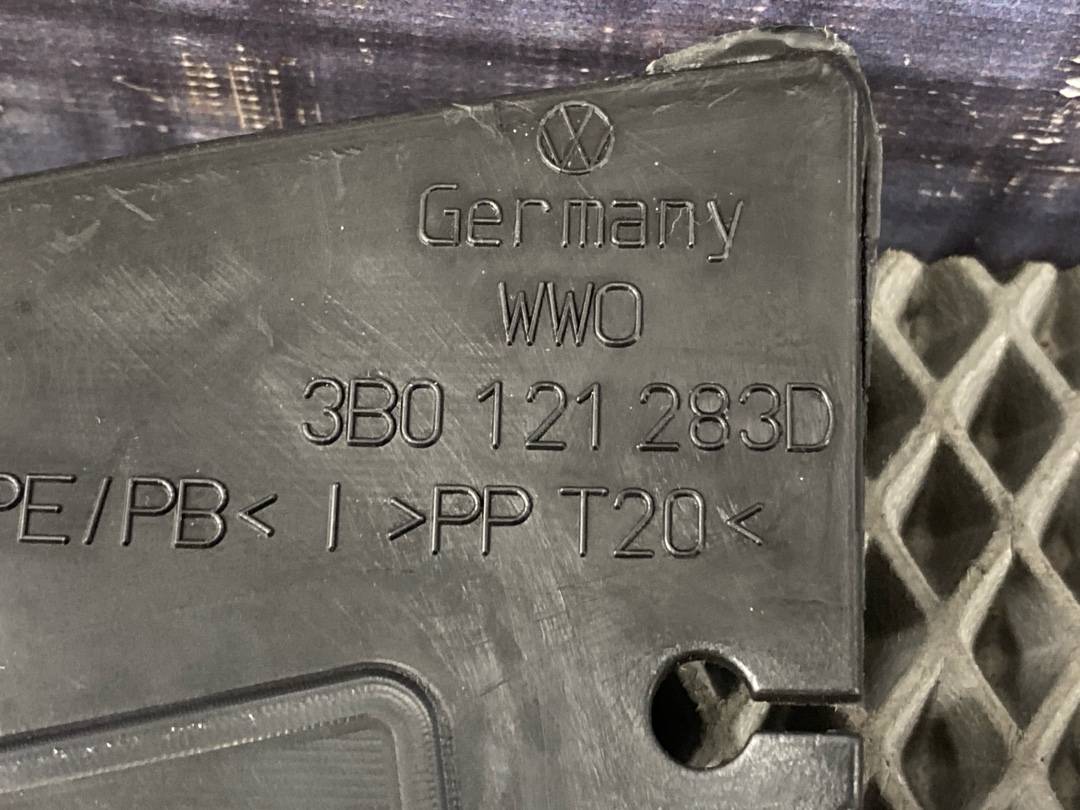 Germany
WWO
3B0 121 283D
PE/PB< I >PP T20<